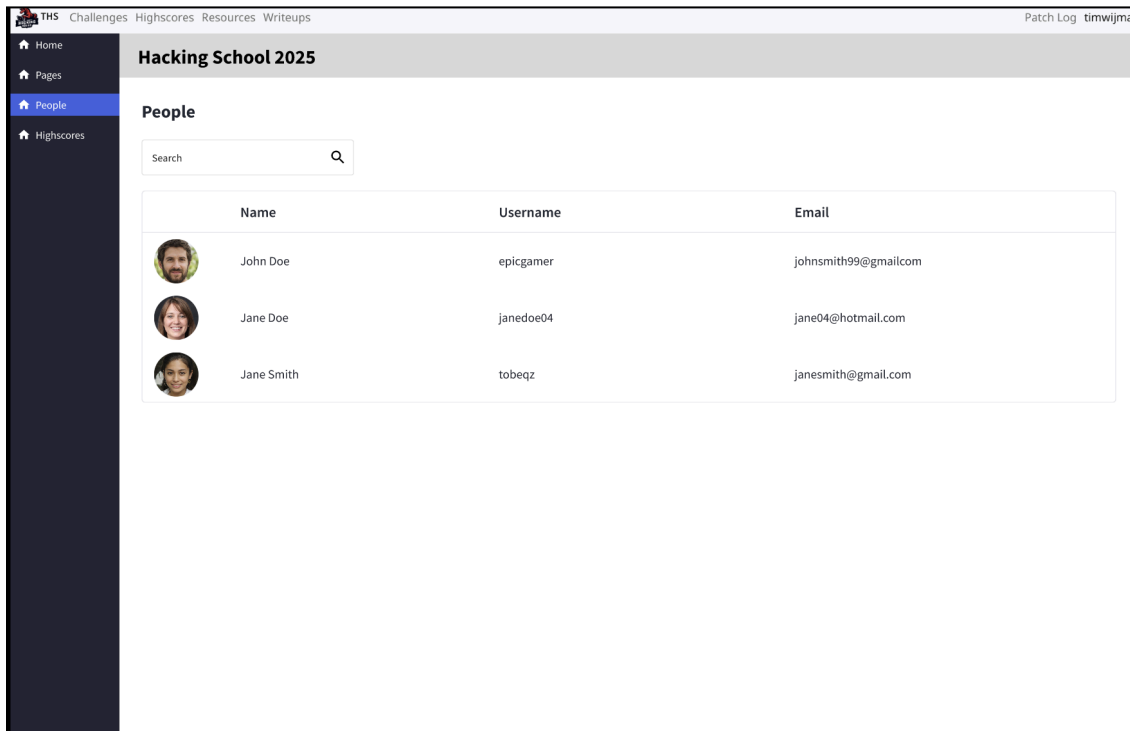 THS Challenges Highscores Resources Writeups Patch Log timwijma
Home
Hacking School 2025
Pages
People
People
Highscores
Search
Name Username Email
John Doe epicgamer johnsmith99@gmailcom
Jane Doe janedoe04 jane04@hotmail.com
Jane Smith tobeqz janesmith@gmail.com